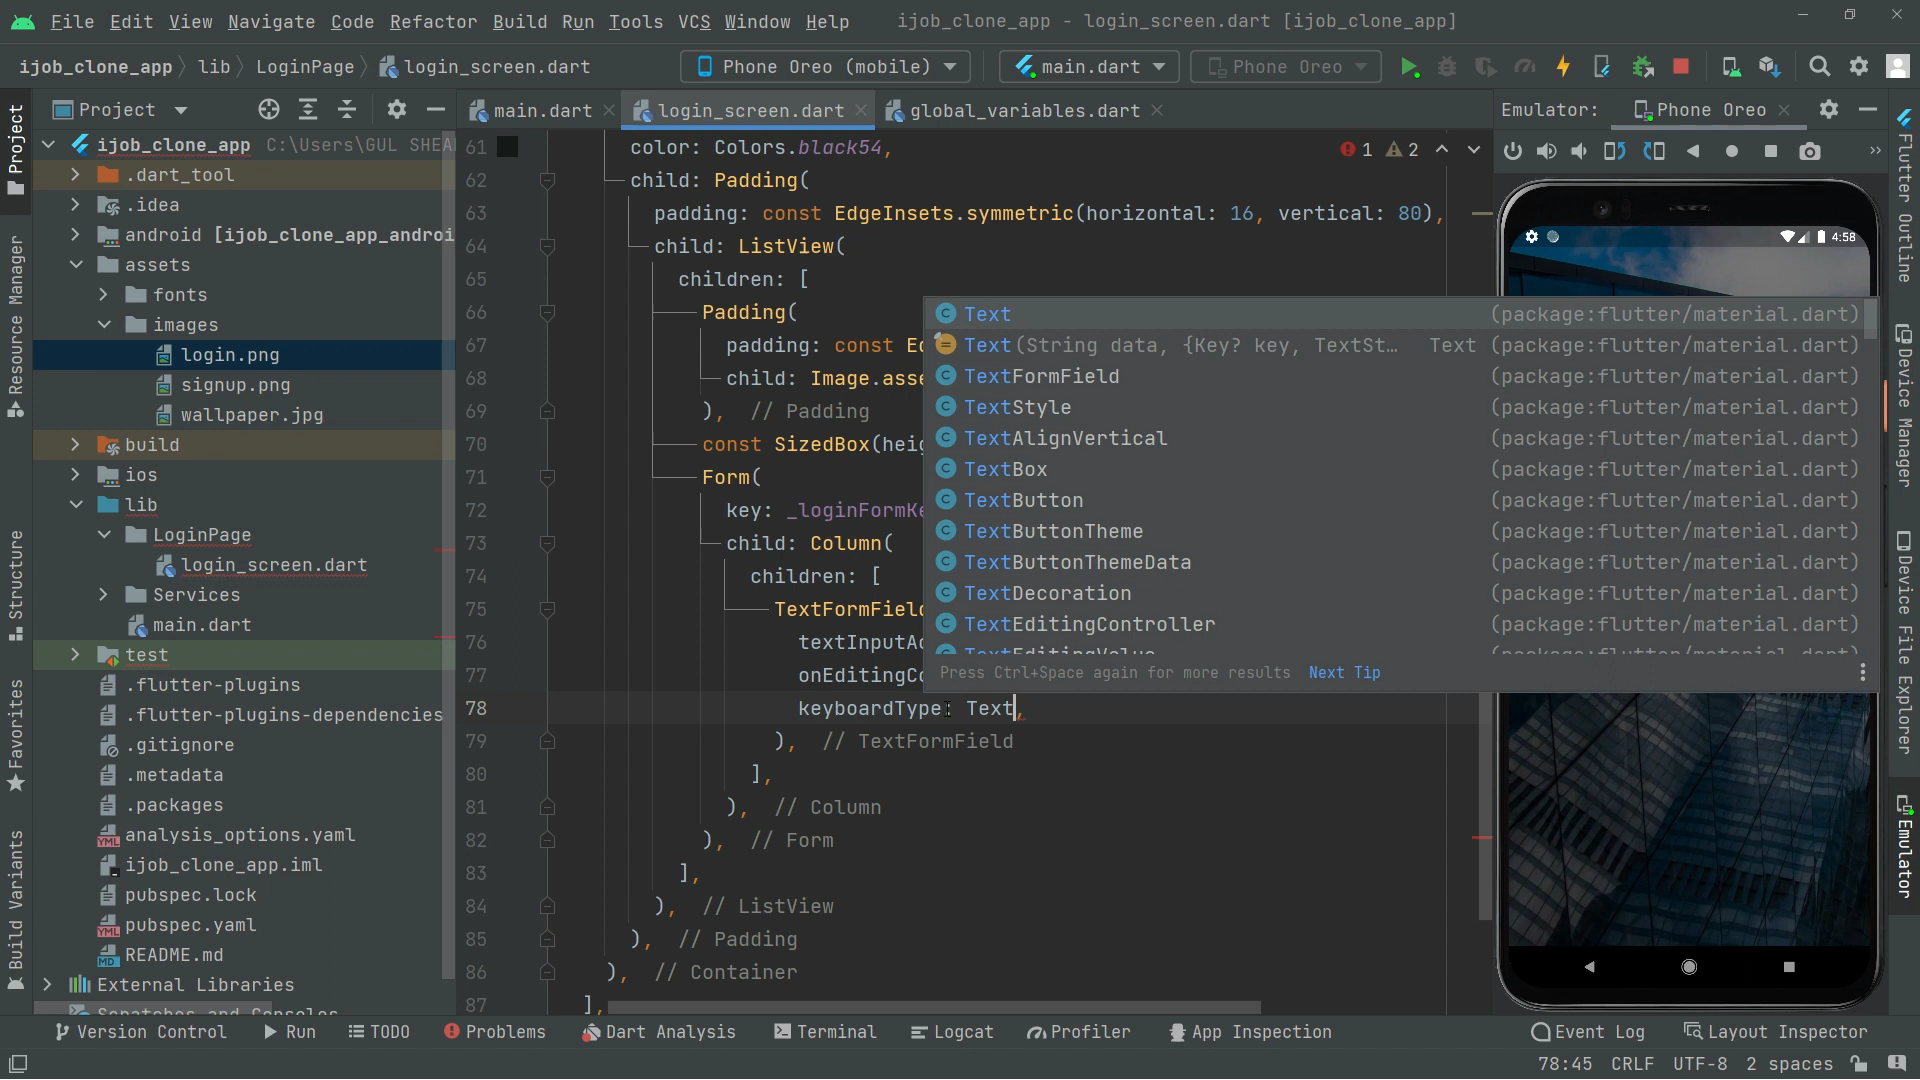 File Edit View Navigate Code Refactor Build Run Tools VCS Window Help ijob_clone_app - login_screen.dart [ijob_clone_app]
ijob_clone_app lib LoginPage login_screen.dart Phone Oreo (mobile) main.dart Phone Oreo
Project main.dart login_screen.dart global_variables.dart Emulator: Phone Oreo
ijob_clone_app C:\Users\GUL SHEA
.dart_tool
.idea
android [ijob_clone_app_androi
assets
fonts
images
login.png
signup.png
wallpaper.jpg
build
ios
lib
LoginPage
login_screen.dart
Services
main.dart
test
.flutter-plugins
.flutter-plugins-dependencies
.gitignore
.metadata
.packages
analysis_options.yaml
ijob_clone_app.iml
pubspec.lock
pubspec.yaml
README.md
External Libraries
Scratches and Consoles
Project
Resource Manager
Structure
Favorites
Build Variants
61 color: Colors.black54, 1 2
62 child: Padding(
63 padding: const EdgeInsets.symmetric(horizontal: 16, vertical: 80),
64 child: ListView(
65 children: [
66 Padding(
67 padding: const Ed
68 child: Image.asse
69 ), // Padding
70 const SizedBox(heig
71 Form(
72 key: _loginFormKe
73 child: Column(
74 children: [
75 TextFormField
76 textInputAc
77 onEditingCo
78 keyboardType: Text,
79 ), // TextFormField
80 ],
81 ), // Column
82 ), // Form
83 ],
84 ), // ListView
85 ), // Padding
86 ), // Container
87 ],
Text (package:flutter/material.dart)
Text(String data, {Key? key, TextSt… Text (package:flutter/material.dart)
TextFormField (package:flutter/material.dart)
TextStyle (package:flutter/material.dart)
TextAlignVertical (package:flutter/material.dart)
TextBox (package:flutter/material.dart)
TextButton (package:flutter/material.dart)
TextButtonTheme (package:flutter/material.dart)
TextButtonThemeData (package:flutter/material.dart)
TextDecoration (package:flutter/material.dart)
TextEditingController (package:flutter/material.dart)
TextEditingValue (package:flutter/material.dart)
Press Ctrl+Space again for more results Next Tip
4:58
Flutter Outline
Device Manager
Device File Explorer
Emulator
Version Control Run TODO Problems Dart Analysis Terminal Logcat Profiler App Inspection Event Log Layout Inspector
78:45 CRLF UTF-8 2 spaces